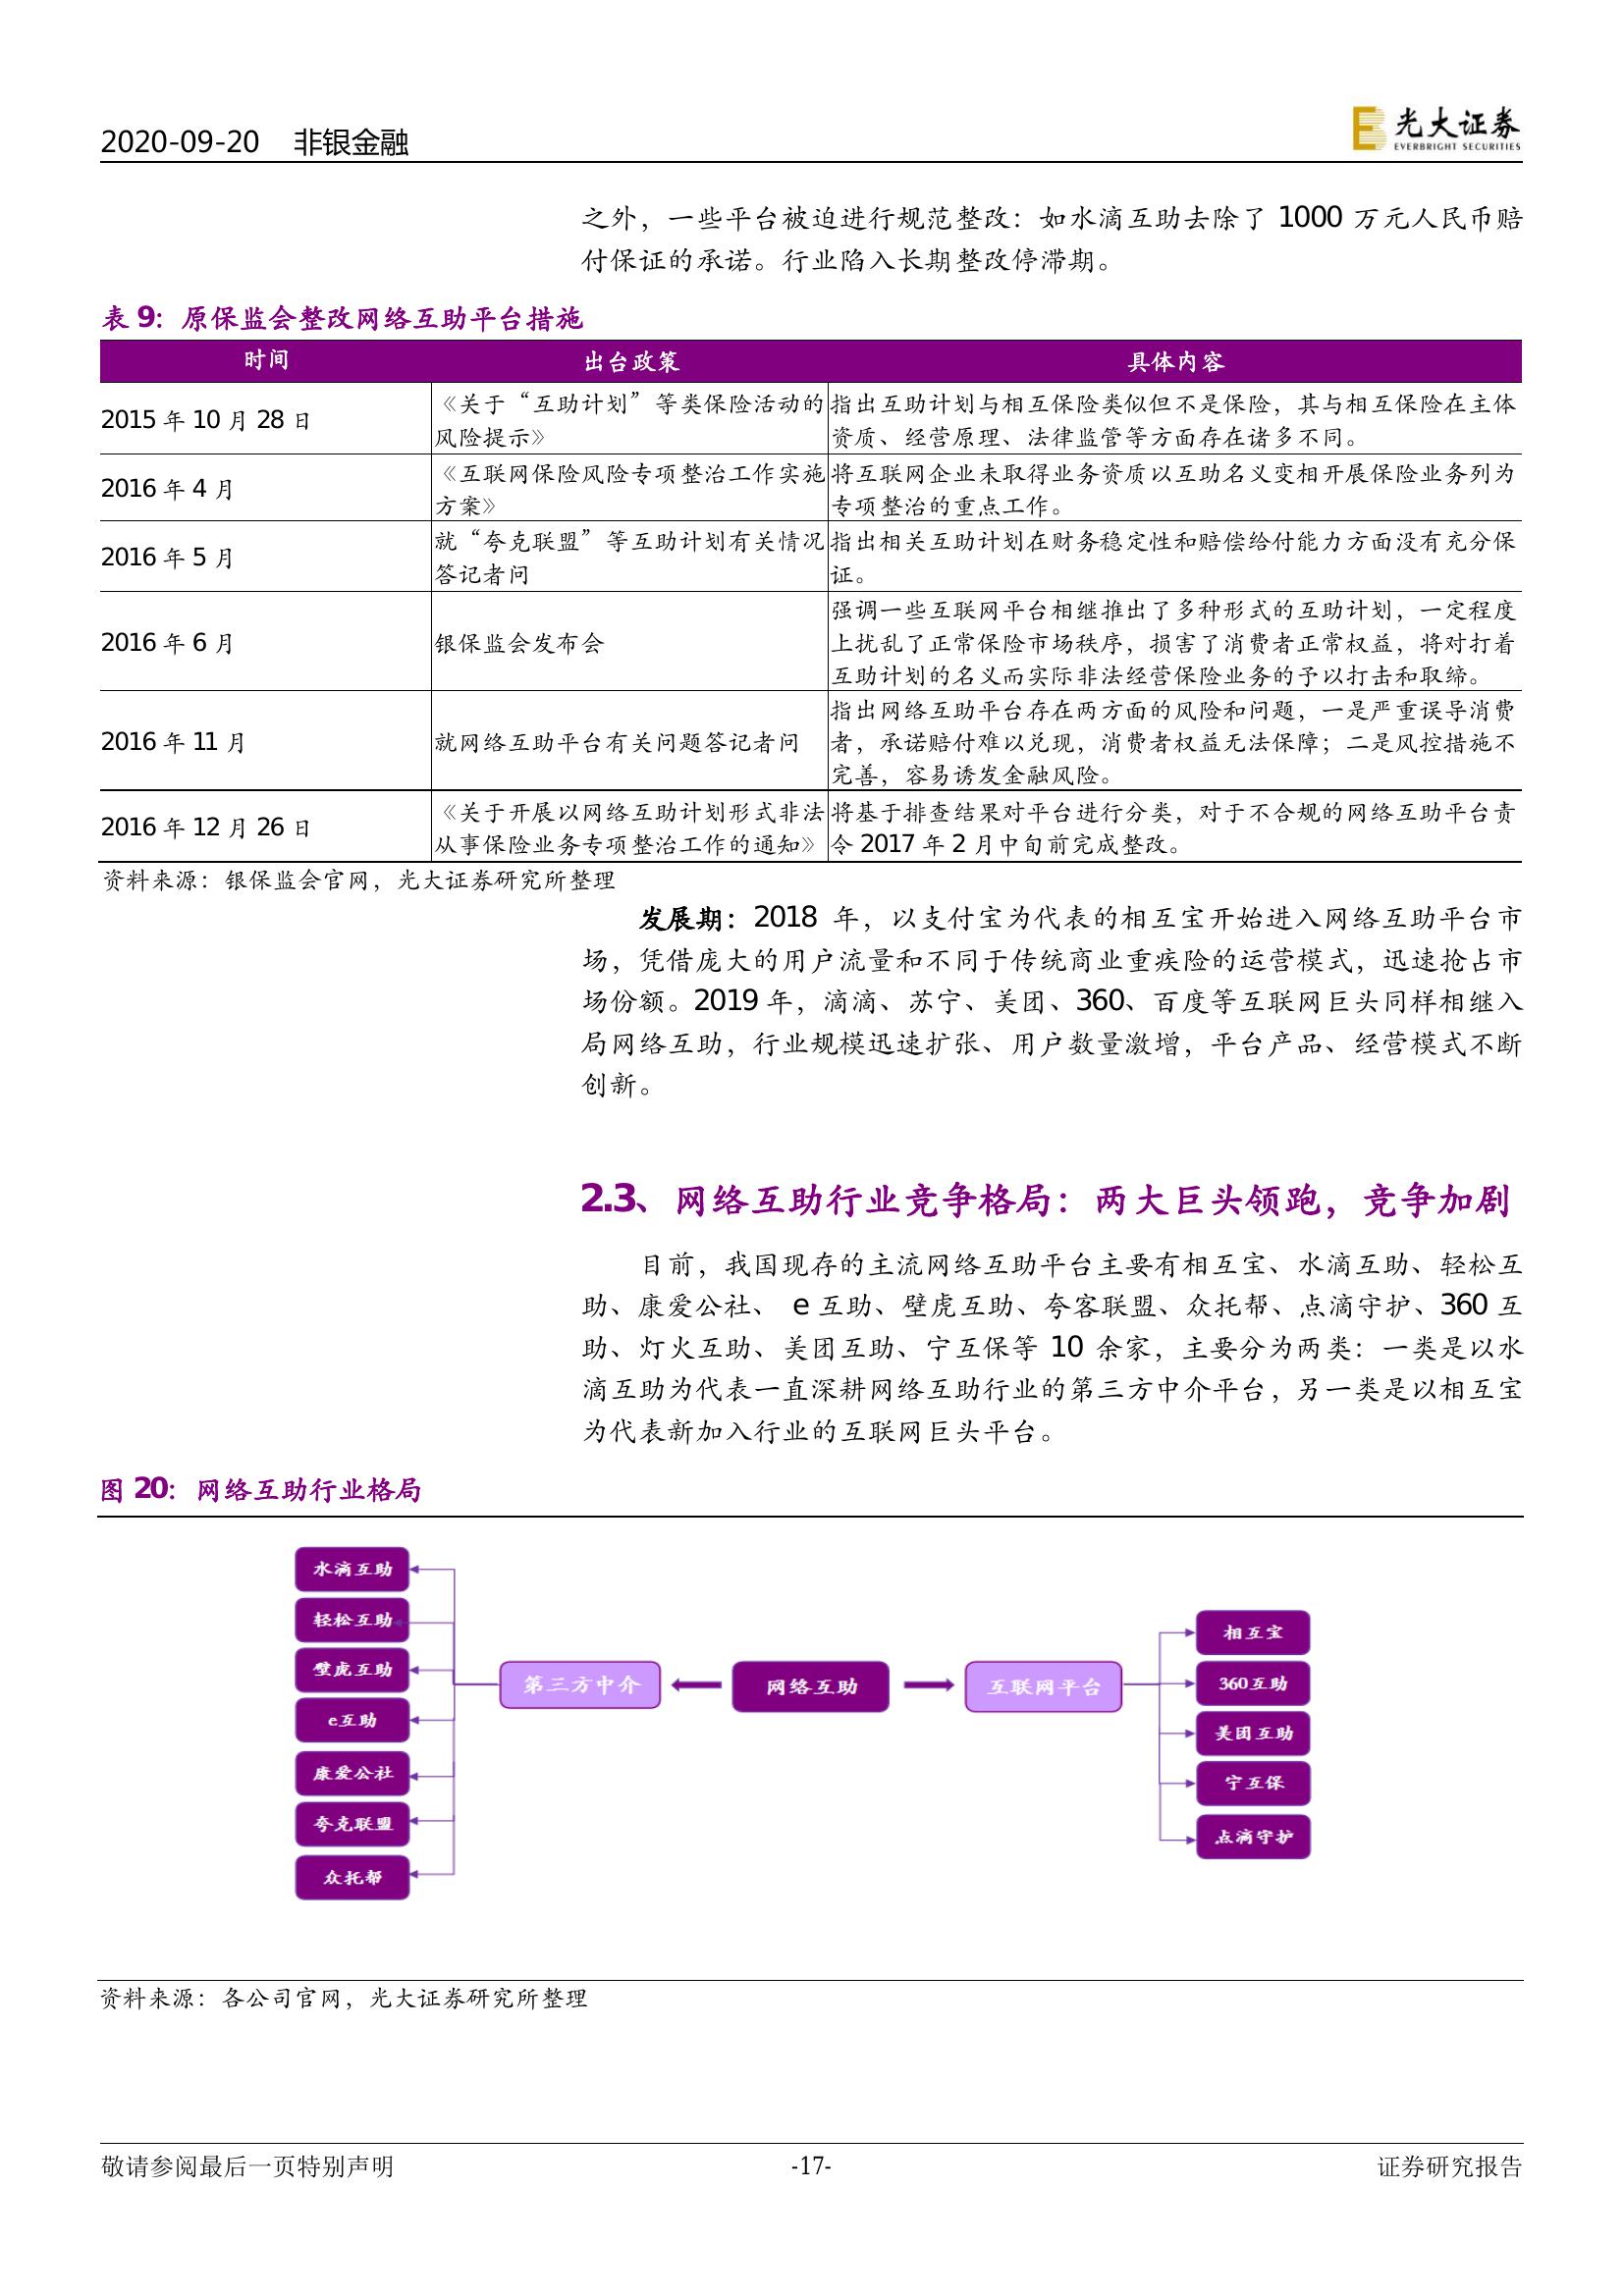 2020-09-20 非银金融
光大证券
EVERBRIGHT SECURITIES
之外，一些平台被迫进行规范整改：如水滴互助去除了 1000 万元人民币赔
付保证的承诺。行业陷入长期整改停滞期。
表 9：原保监会整改网络互助平台措施
时间 出台政策 具体内容
2015 年 10 月 28 日
《关于“互助计划”等类保险活动的
风险提示》
指出互助计划与相互保险类似但不是保险，其与相互保险在主体
资质、经营原理、法律监管等方面存在诸多不同。
2016 年 4 月
《互联网保险风险专项整治工作实施
方案》
将互联网企业未取得业务资质以互助名义变相开展保险业务列为
专项整治的重点工作。
2016 年 5 月
就“夸克联盟”等互助计划有关情况
答记者问
指出相关互助计划在财务稳定性和赔偿给付能力方面没有充分保
证。
2016 年 6 月
银保监会发布会
强调一些互联网平台相继推出了多种形式的互助计划，一定程度
上扰乱了正常保险市场秩序，损害了消费者正常权益，将对打着
互助计划的名义而实际非法经营保险业务的予以打击和取缔。
2016 年 11 月
就网络互助平台有关问题答记者问
指出网络互助平台存在两方面的风险和问题，一是严重误导消费
者，承诺赔付难以兑现，消费者权益无法保障；二是风控措施不
完善，容易诱发金融风险。
2016 年 12 月 26 日
《关于开展以网络互助计划形式非法
从事保险业务专项整治工作的通知》
将基于排查结果对平台进行分类，对于不合规的网络互助平台责
令 2017 年 2 月中旬前完成整改。
资料来源：银保监会官网，光大证券研究所整理
发展期：2018 年，以支付宝为代表的相互宝开始进入网络互助平台市
场，凭借庞大的用户流量和不同于传统商业重疾险的运营模式，迅速抢占市
场份额。2019 年，滴滴、苏宁、美团、360、百度等互联网巨头同样相继入
局网络互助，行业规模迅速扩张、用户数量激增，平台产品、经营模式不断
创新。
2.3、网络互助行业竞争格局：两大巨头领跑，竞争加剧
目前，我国现存的主流网络互助平台主要有相互宝、水滴互助、轻松互
助、康爱公社、 e 互助、壁虎互助、夸客联盟、众托帮、点滴守护、360 互
助、灯火互助、美团互助、宁互保等 10 余家，主要分为两类：一类是以水
滴互助为代表一直深耕网络互助行业的第三方中介平台，另一类是以相互宝
为代表新加入行业的互联网巨头平台。
图 20：网络互助行业格局
水滴互助
轻松互助
壁虎互助
e互助
康爱公社
夸克联盟
众托帮
第三方中介
网络互助
互联网平台
相互宝
360互助
美团互助
宁互保
点滴守护
资料来源：各公司官网，光大证券研究所整理
敬请参阅最后一页特别声明 -17- 证券研究报告